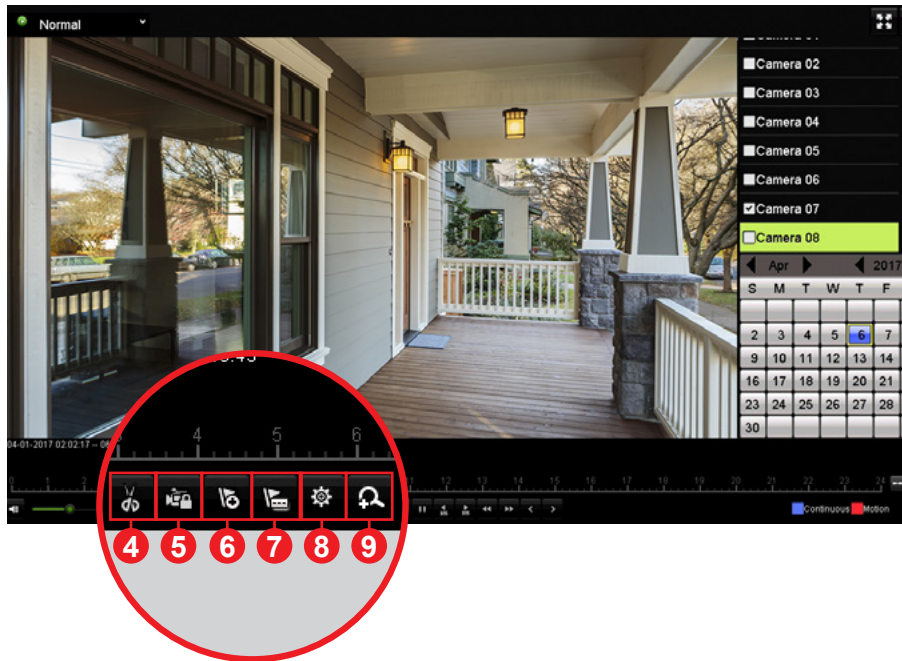 Normal
Camera 02
Camera 03
Camera 04
Camera 05
Camera 06
Camera 07
Camera 08
Apr 2017
S M T W T F
2 3 4 5 6 7
9 10 11 12 13 14
16 17 18 19 20 21
23 24 25 26 27 28
30
04-01-2017 02:02:17 -- 06
4 5 6
0 1 2 12 13 14 15 16 17 18 19 20 21 22 23 24
Continuous Motion
4 5 6 7 8 9